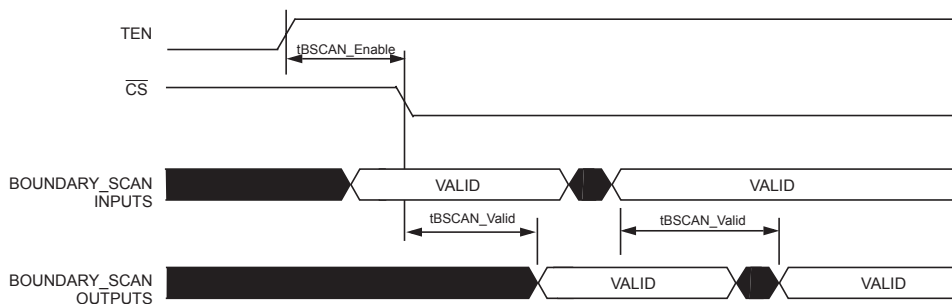 TEN
tBSCAN_Enable
CS
BOUNDARY_SCAN
INPUTS
VALID
VALID
tBSCAN_Valid
tBSCAN_Valid
BOUNDARY_SCAN
OUTPUTS
VALID
VALID